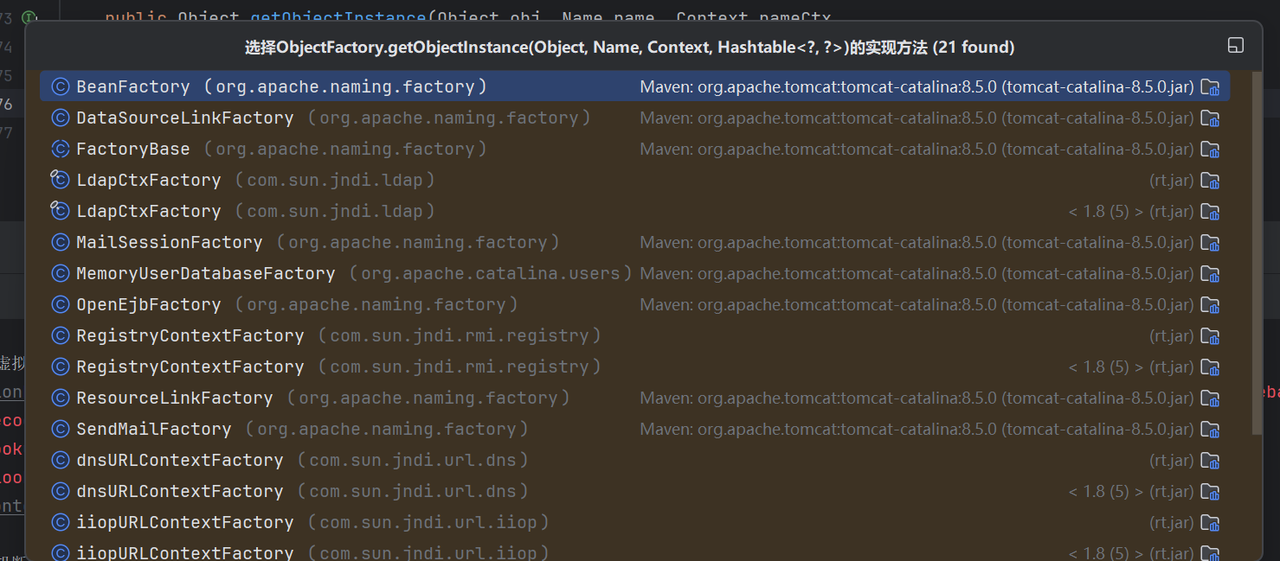 73 public Object getObjectInstance(Object obj, Name name, Context nameCtx,
74
选择ObjectFactory.getObjectInstance(Object, Name, Context, Hashtable<?, ?>)的实现方法 (21 found)
75
BeanFactory (org.apache.naming.factory) Maven: org.apache.tomcat:tomcat-catalina:8.5.0 (tomcat-catalina-8.5.0.jar)
76
DataSourceLinkFactory (org.apache.naming.factory) Maven: org.apache.tomcat:tomcat-catalina:8.5.0 (tomcat-catalina-8.5.0.jar)
77
FactoryBase (org.apache.naming.factory) Maven: org.apache.tomcat:tomcat-catalina:8.5.0 (tomcat-catalina-8.5.0.jar)
LdapCtxFactory (com.sun.jndi.ldap) (rt.jar)
LdapCtxFactory (com.sun.jndi.ldap) < 1.8 (5) > (rt.jar)
MailSessionFactory (org.apache.naming.factory) Maven: org.apache.tomcat:tomcat-catalina:8.5.0 (tomcat-catalina-8.5.0.jar)
MemoryUserDatabaseFactory (org.apache.catalina.users) Maven: org.apache.tomcat:tomcat-catalina:8.5.0 (tomcat-catalina-8.5.0.jar)
OpenEjbFactory (org.apache.naming.factory) Maven: org.apache.tomcat:tomcat-catalina:8.5.0 (tomcat-catalina-8.5.0.jar)
RegistryContextFactory (com.sun.jndi.rmi.registry) (rt.jar)
RegistryContextFactory (com.sun.jndi.rmi.registry) < 1.8 (5) > (rt.jar)
ResourceLinkFactory (org.apache.naming.factory) Maven: org.apache.tomcat:tomcat-catalina:8.5.0 (tomcat-catalina-8.5.0.jar)
SendMailFactory (org.apache.naming.factory) Maven: org.apache.tomcat:tomcat-catalina:8.5.0 (tomcat-catalina-8.5.0.jar)
dnsURLContextFactory (com.sun.jndi.url.dns) (rt.jar)
dnsURLContextFactory (com.sun.jndi.url.dns) < 1.8 (5) > (rt.jar)
iiopURLContextFactory (com.sun.jndi.url.iiop) (rt.jar)
iiopURLContextFactory (com.sun.jndi.url.iiop) < 1.8 (5) > (rt.jar)